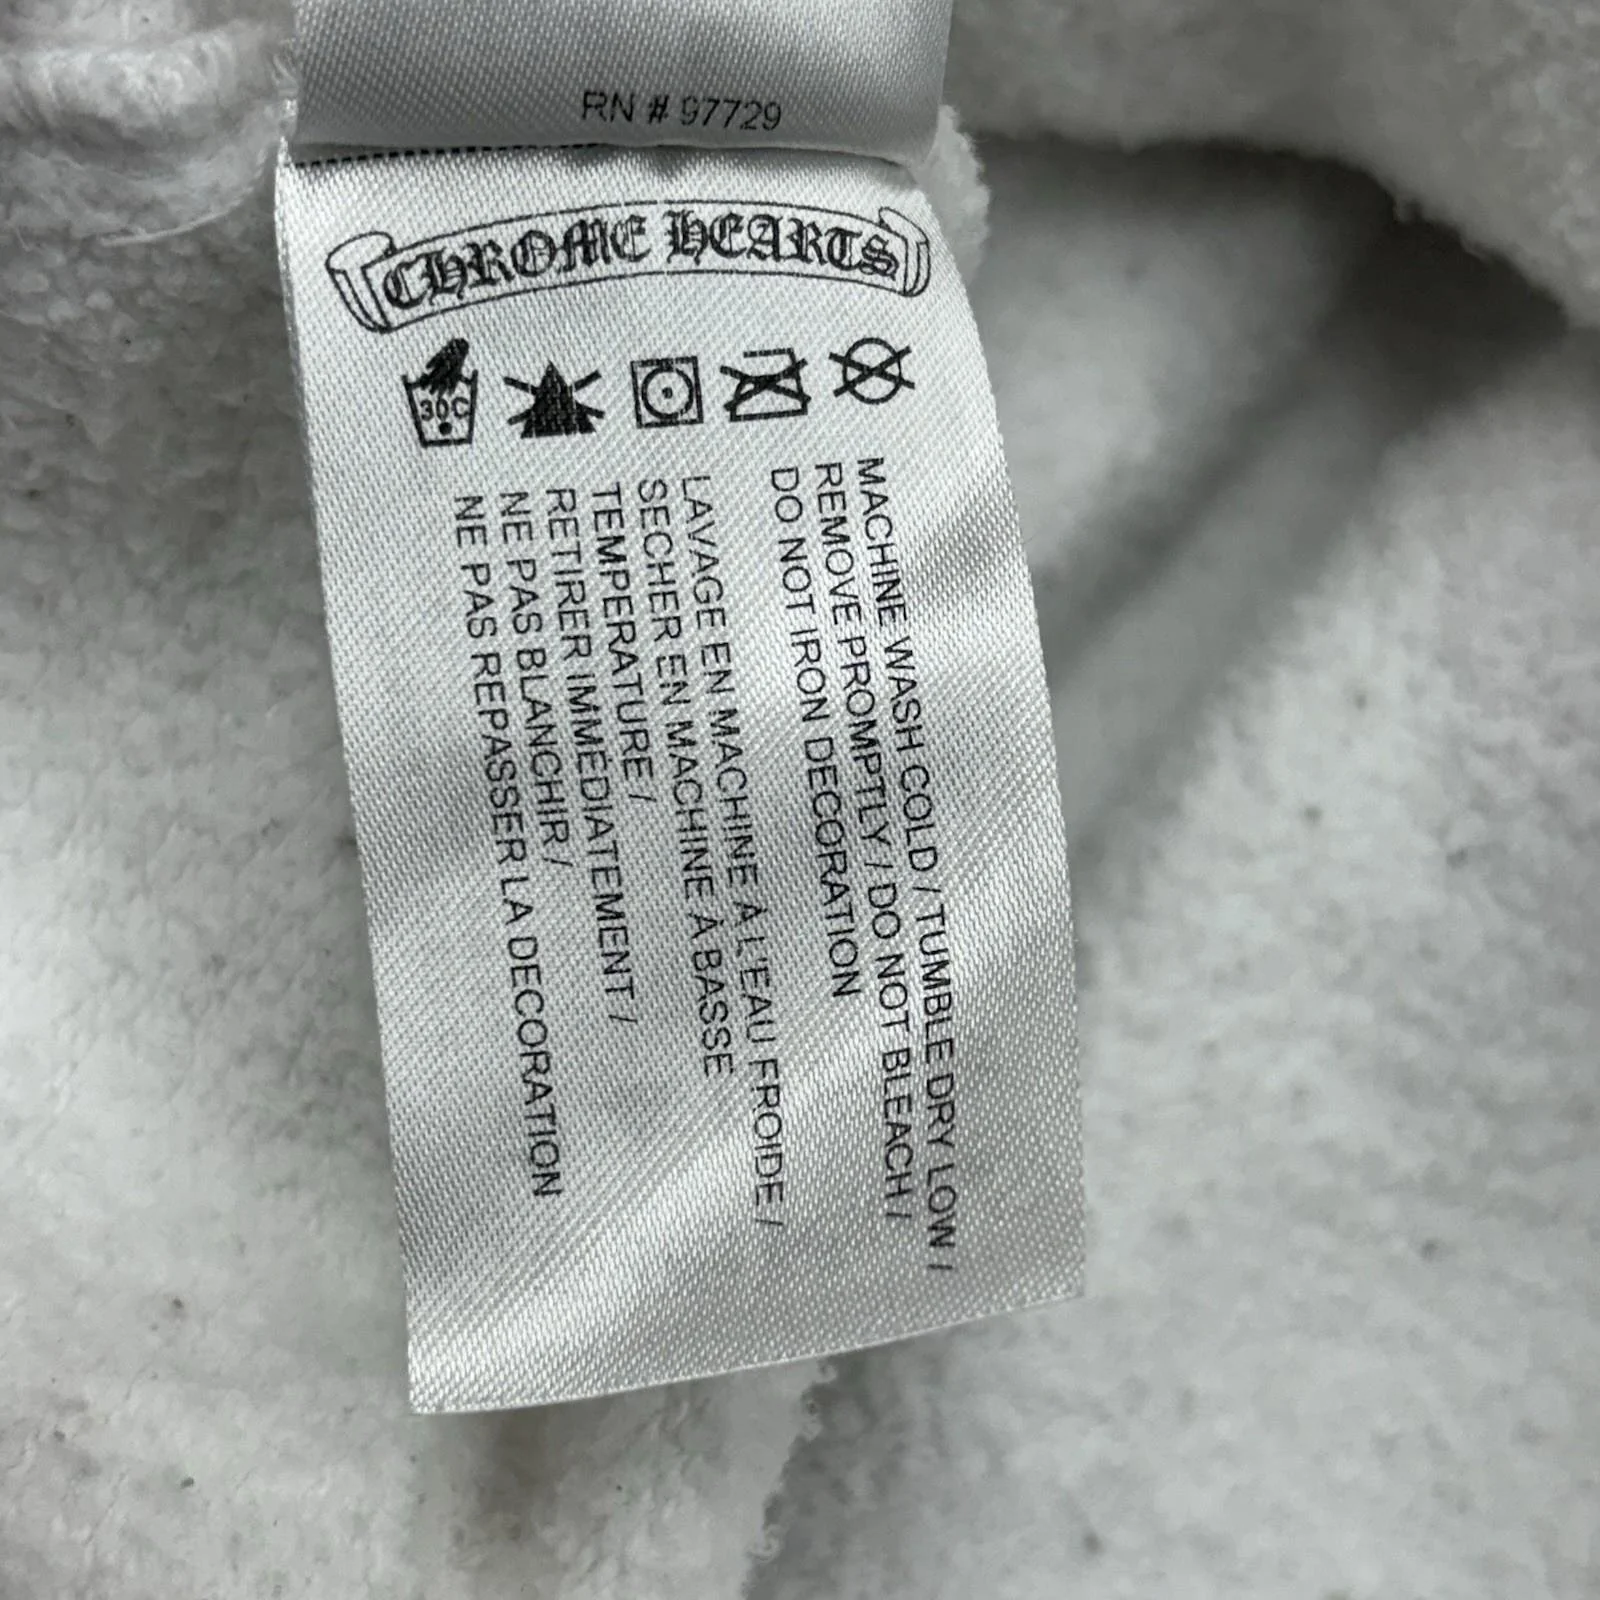 RN # 97729
CHROME HEARTS
30C
MACHINE WASH COLD / TUMBLE DRY LOW /
REMOVE PROMPTLY / DO NOT BLEACH /
DO NOT IRON DECORATION
LAVAGE EN MACHINE À L'EAU FROIDE /
SECHER EN MACHINE À BASSE
TEMPERATURE /
RETIRER IMMÉDIATEMENT /
NE PAS BLANCHIR /
NE PAS REPASSER LA DECORATION